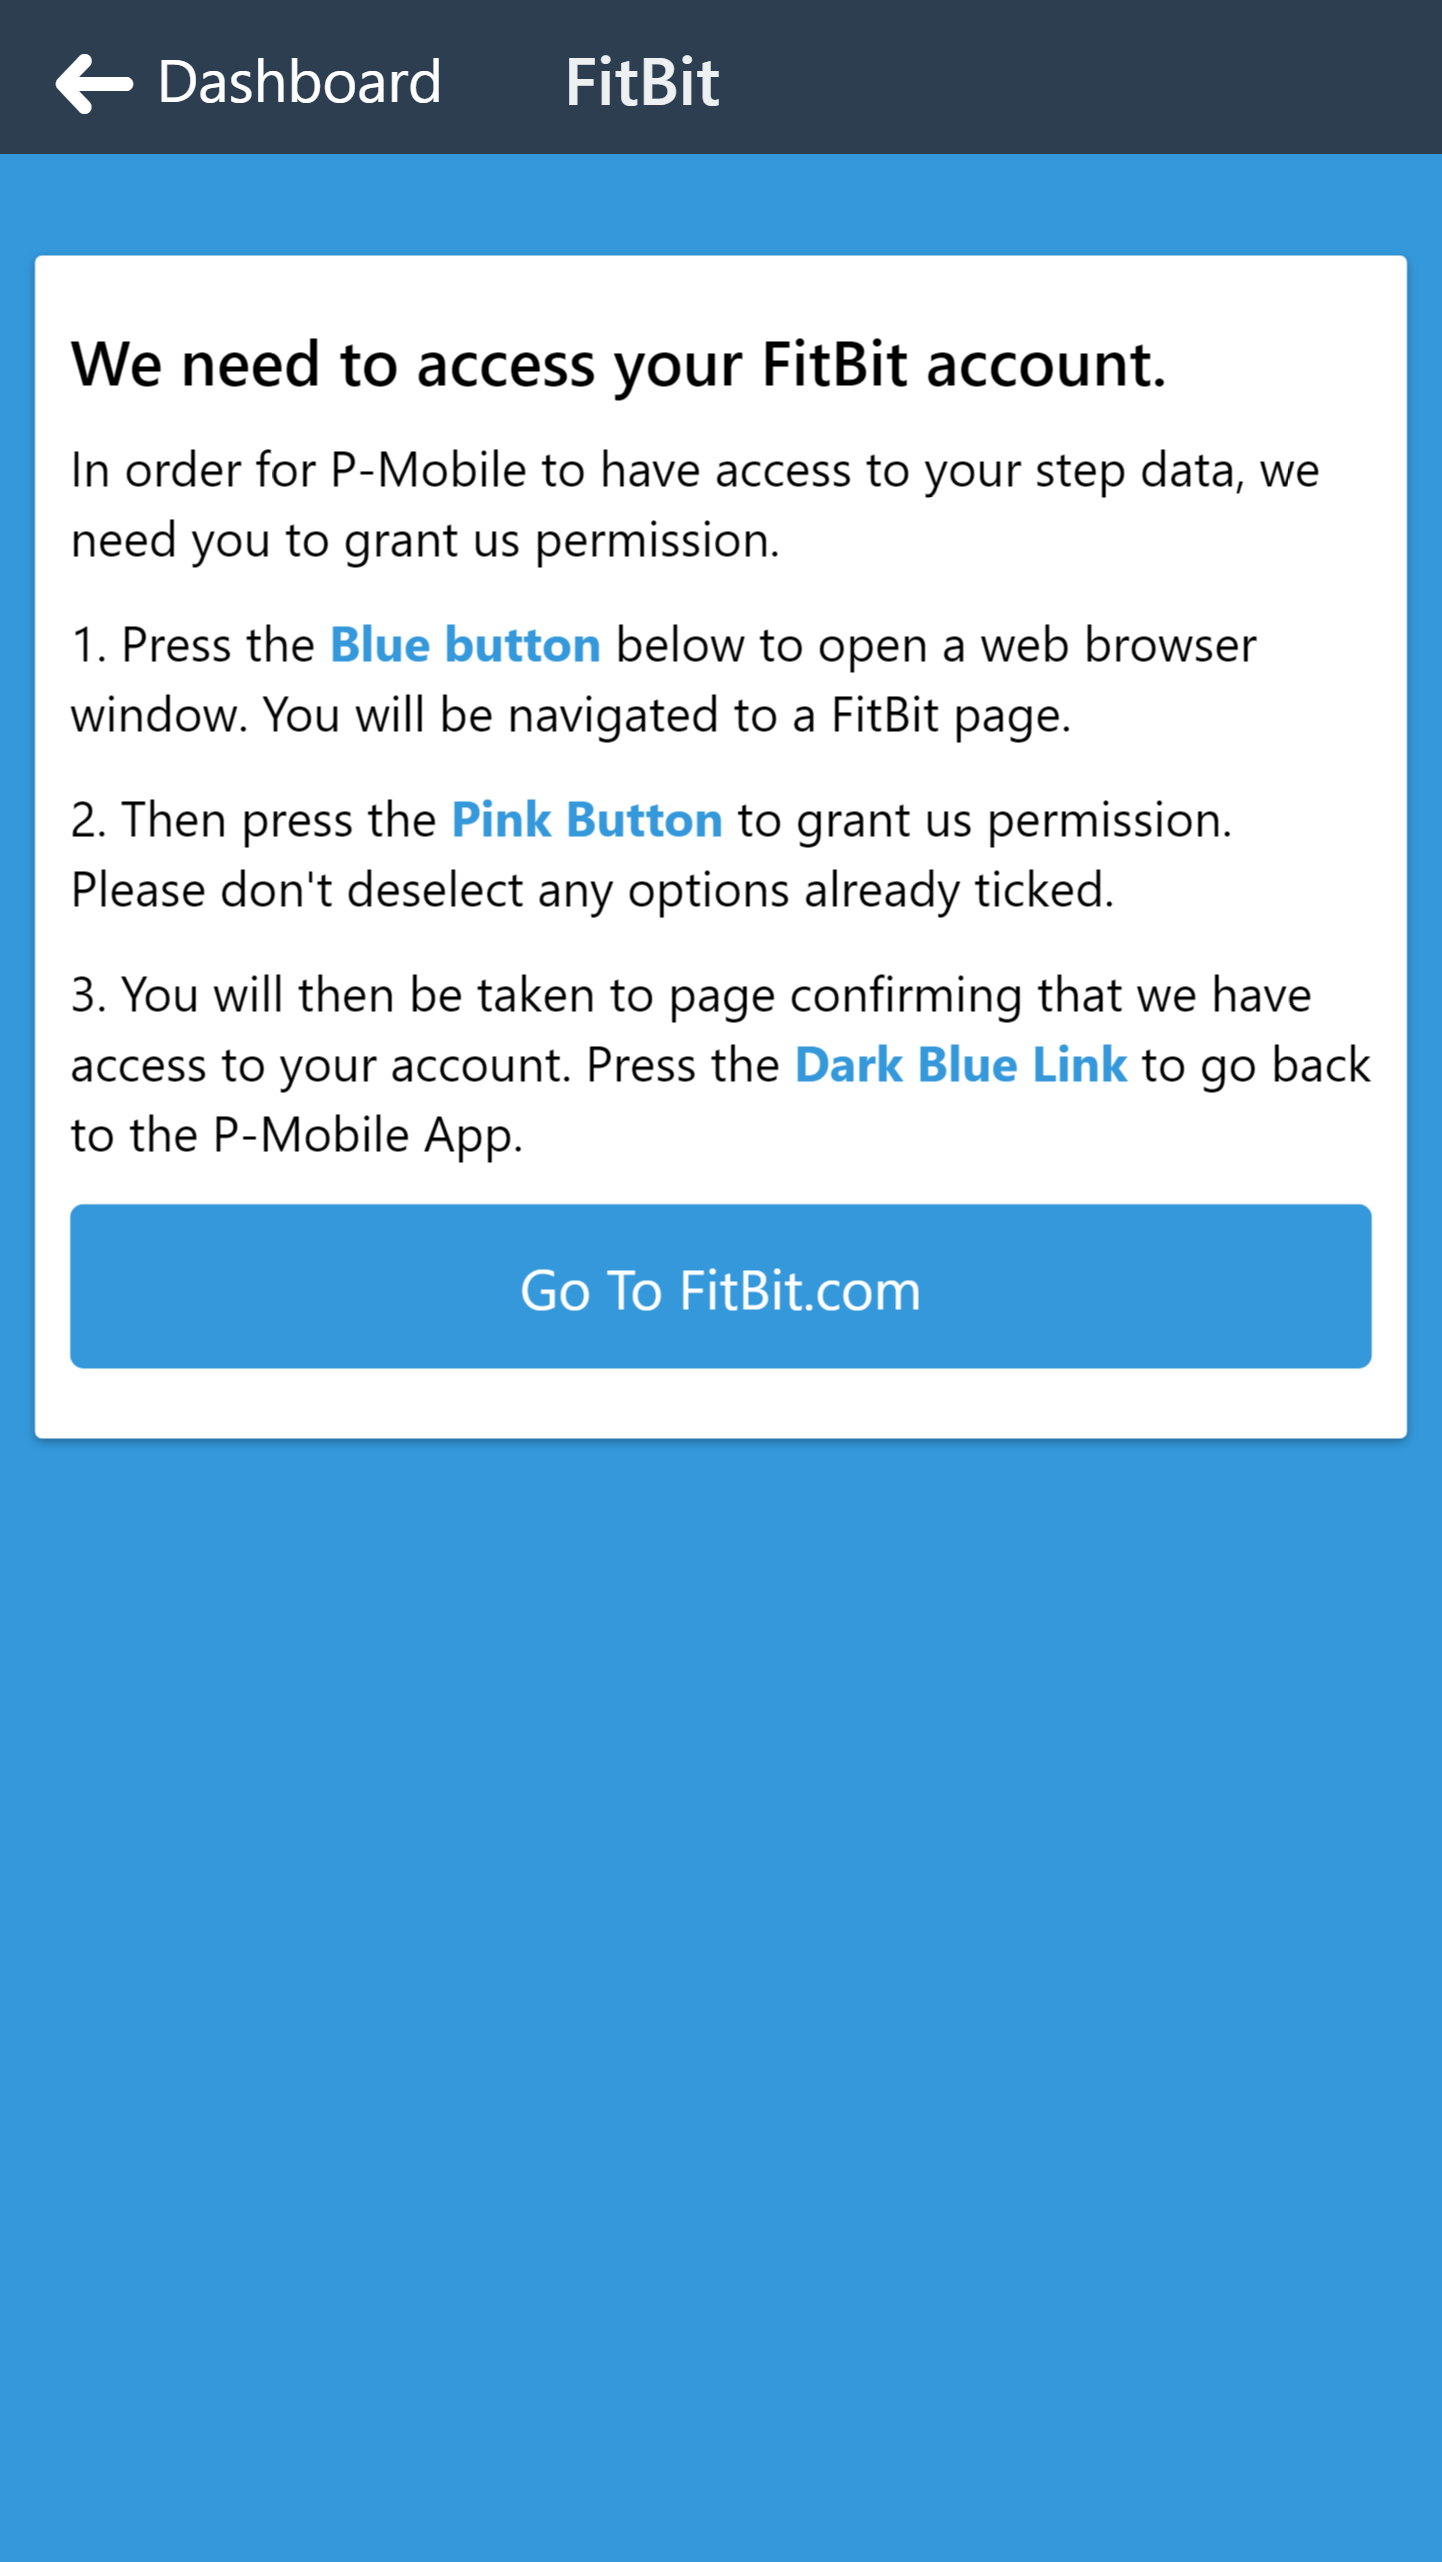 Dashboard FitBit
We need to access your FitBit account.
In order for P-Mobile to have access to your step data, we
need you to grant us permission.
1. Press the Blue button below to open a web browser
window. You will be navigated to a FitBit page.
2. Then press the Pink Button to grant us permission.
Please don't deselect any options already ticked.
3. You will then be taken to page confirming that we have
access to your account. Press the Dark Blue Link to go back
to the P-Mobile App.
Go To FitBit.com